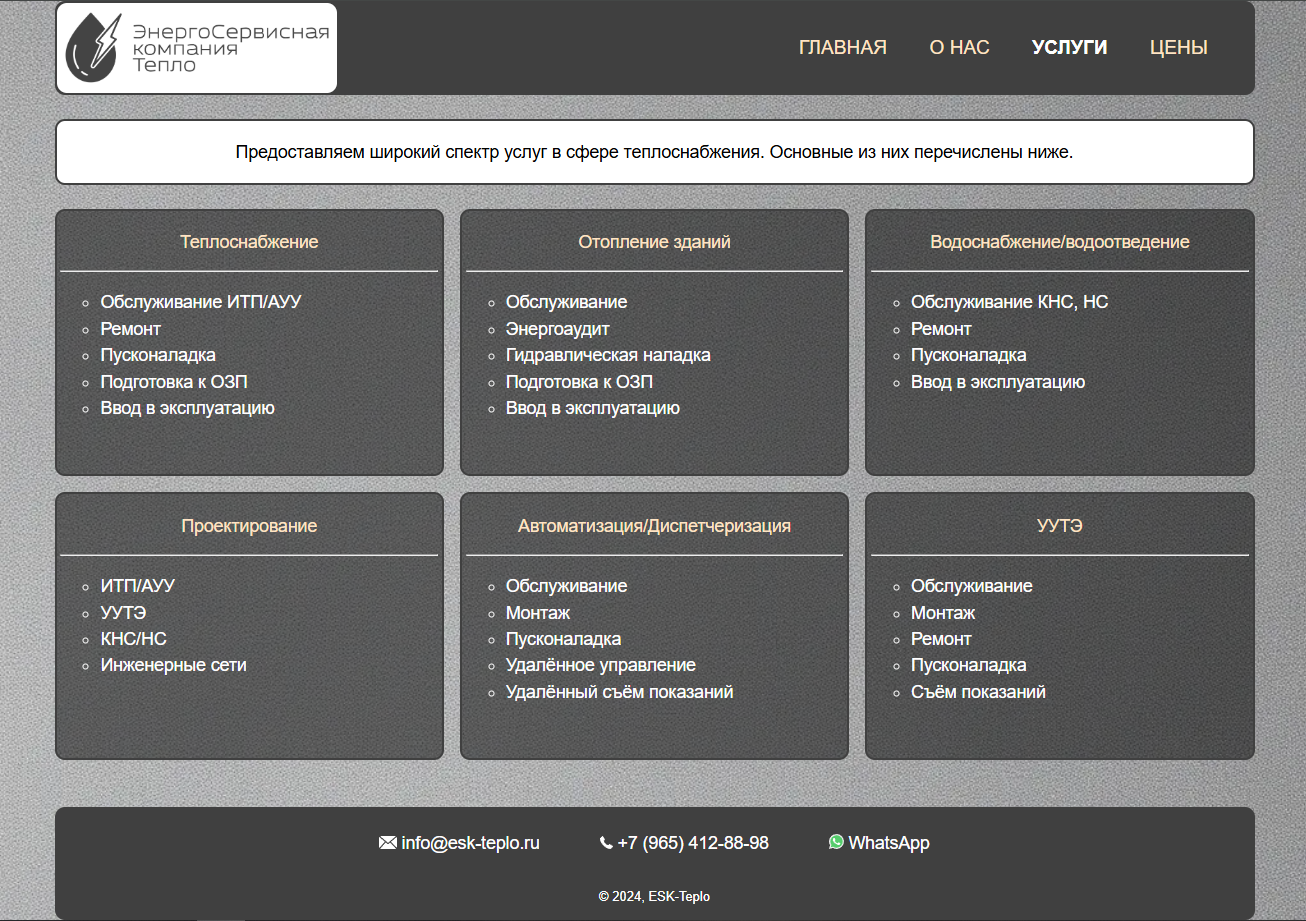 ЭнергоСервисная
компания
Тепло
ГЛАВНАЯ О НАС УСЛУГИ ЦЕНЫ
Предоставляем широкий спектр услуг в сфере теплоснабжения. Основные из них перечислены ниже.
Теплоснабжение
Обслуживание ИТП/АУУ
Ремонт
Пусконаладка
Подготовка к ОЗП
Ввод в эксплуатацию
Отопление зданий
Обслуживание
Энергоаудит
Гидравлическая наладка
Подготовка к ОЗП
Ввод в эксплуатацию
Водоснабжение/водоотведение
Обслуживание КНС, НС
Ремонт
Пусконаладка
Ввод в эксплуатацию
Проектирование
ИТП/АУУ
УУТЭ
КНС/НС
Инженерные сети
Автоматизация/Диспетчеризация
Обслуживание
Монтаж
Пусконаладка
Удалённое управление
Удалённый съём показаний
УУТЭ
Обслуживание
Монтаж
Ремонт
Пусконаладка
Съём показаний
info@esk-teplo.ru +7 (965) 412-88-98 WhatsApp
© 2024, ESK-Teplo